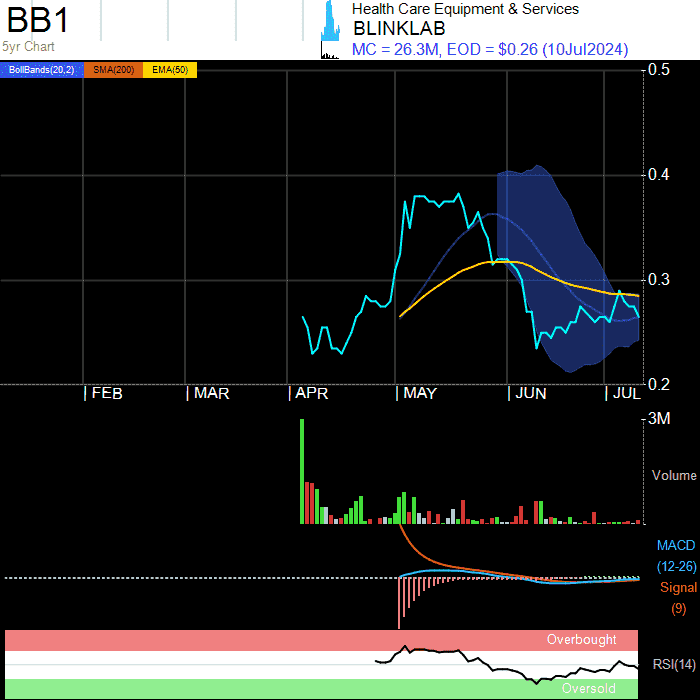 BB1
5yr Chart
Health Care Equipment & Services
BLINKLAB
MC = 26.3M, EOD = $0.26 (10Jul2024)
BollBands(20,2) SMA(200) EMA(50)
0.5
0.4
0.3
0.2
FEB MAR APR MAY JUN JUL
3M
Volume
MACD
(12-26)
Signal
(9)
Overbought
RSI(14)
Oversold